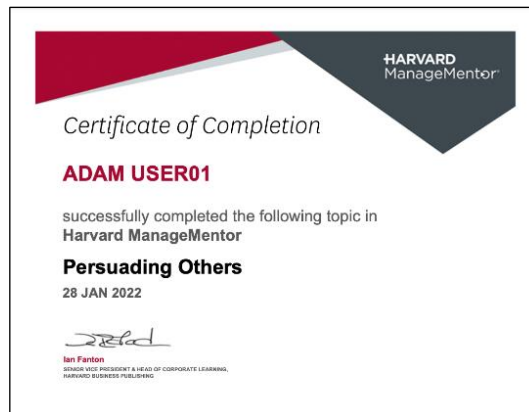 HARVARD
ManageMentor
Certificate of Completion
ADAM USER01
successfully completed the following topic in
Harvard ManageMentor
Persuading Others
28 JAN 2022
Ian Fanton
SENIOR VICE PRESIDENT & HEAD OF CORPORATE LEARNING,
HARVARD BUSINESS PUBLISHING